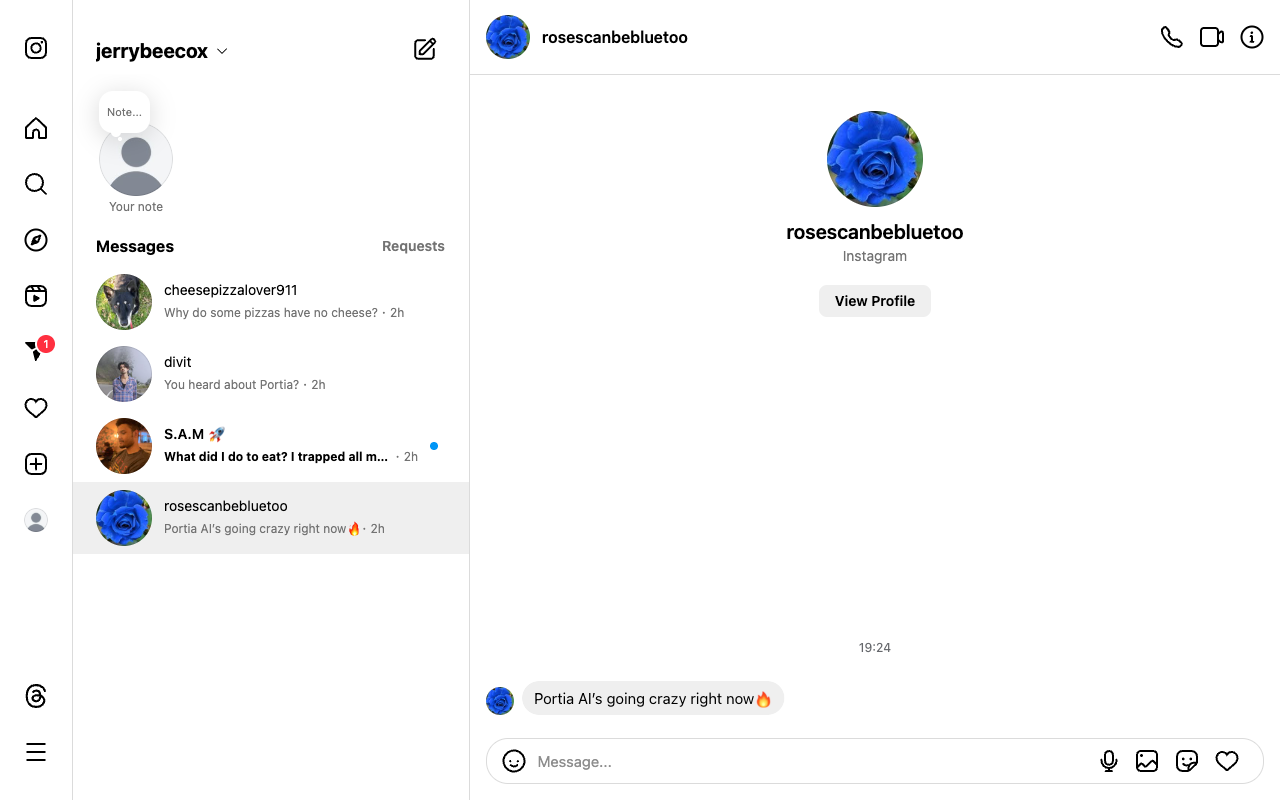 jerrybeecox
Note...
Your note
Messages
Requests
cheesepizzalover911
Why do some pizzas have no cheese? · 2h
divit
You heard about Portia? · 2h
S.A.M 🚀
What did I do to eat? I trapped all m... · 2h
rosescanbebluetoo
Portia AI's going crazy right now🔥 · 2h
1
rosescanbebluetoo
rosescanbebluetoo
Instagram
View Profile
19:24
Portia AI's going crazy right now🔥
Message...